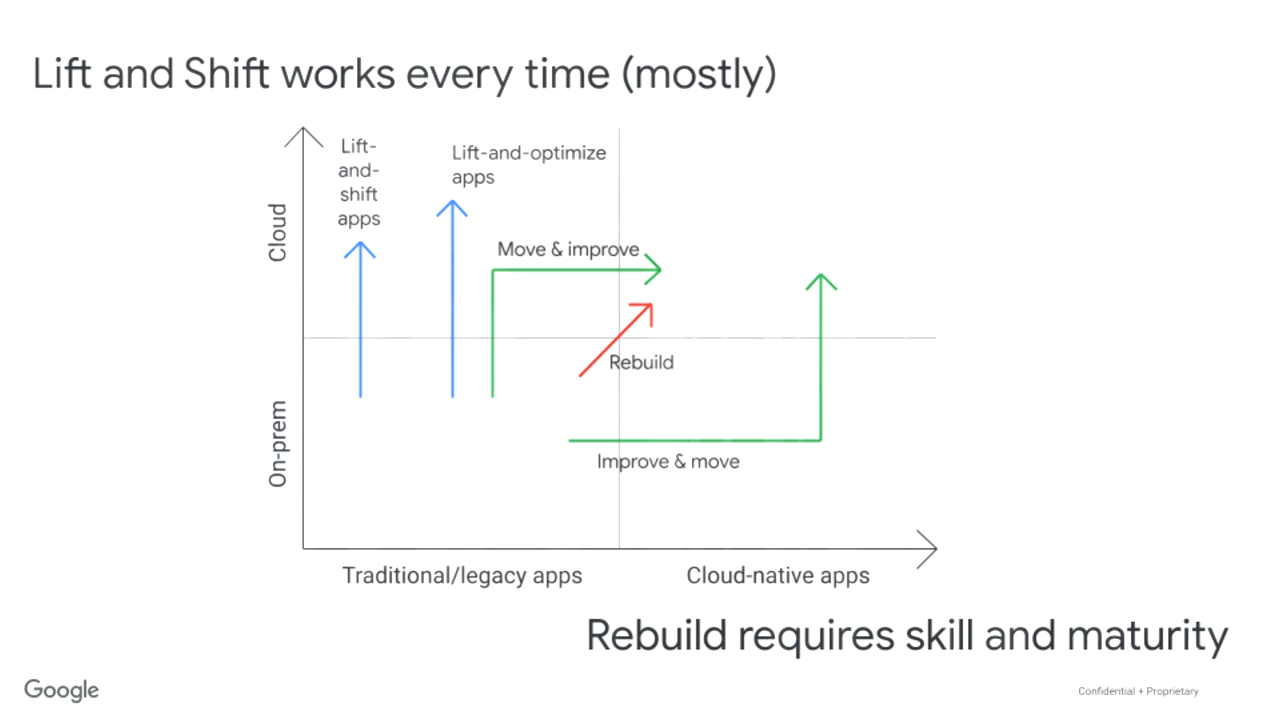 Lift and Shift works every time (mostly)
Lift-
and-
shift
apps
Lift-and-optimize
apps
Cloud
Move & improve
Rebuild
On-prem
Improve & move
Traditional/legacy apps
Cloud-native apps
Rebuild requires skill and maturity
Google
Confidential + Proprietary